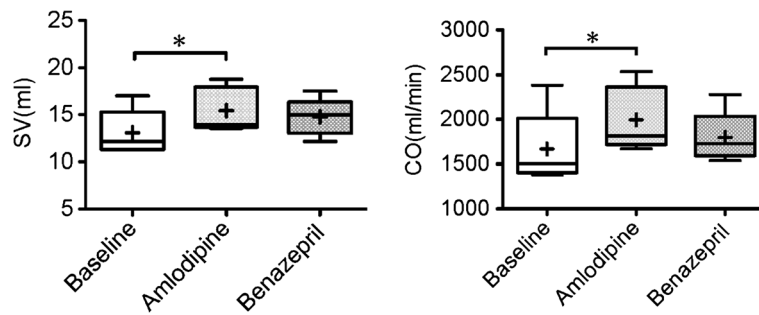 SV(ml)
25
20
15
10
5
*
Baseline
Amlodipine
Benazepril
CO(ml/min)
3000
2500
2000
1500
1000
*
Baseline
Amlodipine
Benazepril